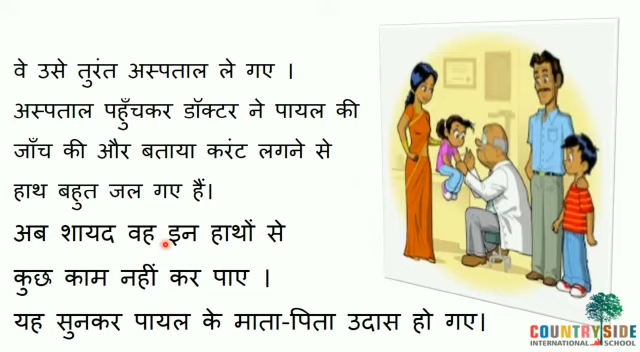 वे उसे तुरंत अस्पताल ले गए ।
अस्पताल पहुँचकर डॉक्टर ने पायल की
जाँच की और बताया करंट लगने से
हाथ बहुत जल गए हैं।
अब शायद वह इन हाथों से
कुछ काम नहीं कर पाए ।
यह सुनकर पायल के माता-पिता उदास हो गए।
COUNTRYSIDE
INTERNATIONAL SCHOOL